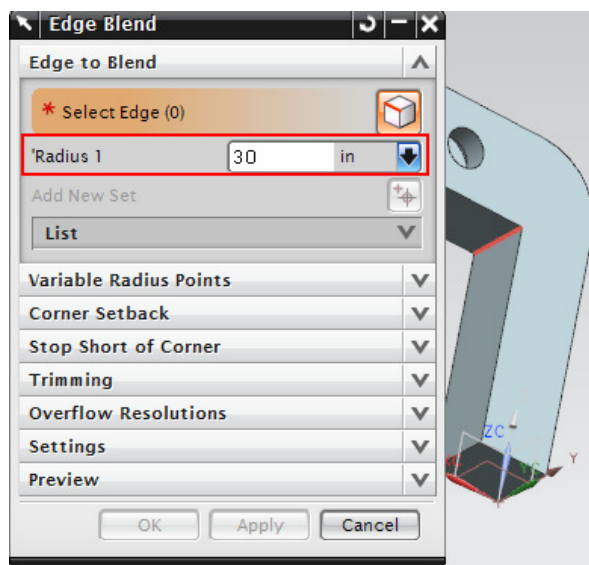 Edge Blend
Edge to Blend
* Select Edge (0)
'Radius 1 30 in
Add New Set
List
Variable Radius Points
Corner Setback
Stop Short of Corner
Trimming
Overflow Resolutions
Settings
Preview
OK Apply Cancel
ZC
Y
YC